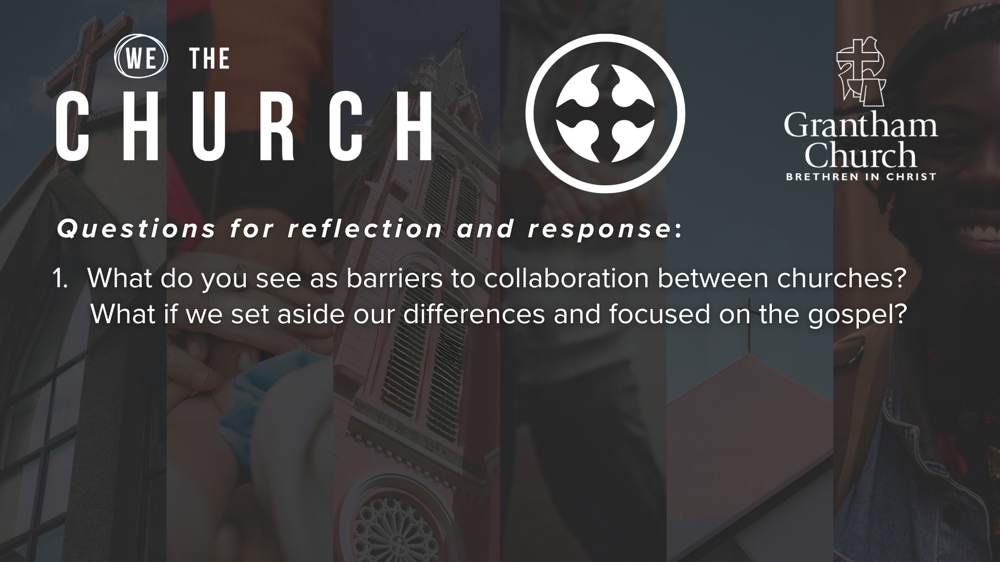 WE THE
CHURCH
Grantham
Church
BRETHREN IN CHRIST
Questions for reflection and response:
1. What do you see as barriers to collaboration between churches?
What if we set aside our differences and focused on the gospel?